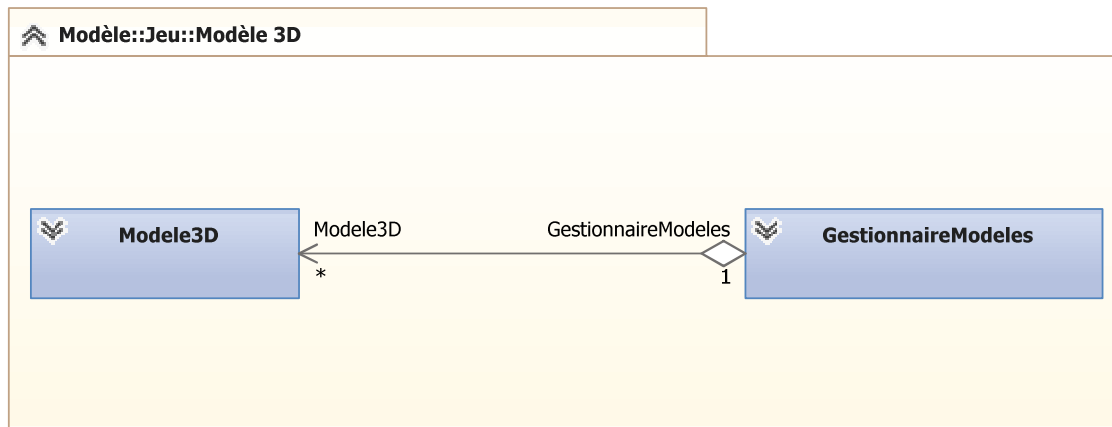 Modèle::Jeu::Modèle 3D
Modele3D
Modele3D
*
GestionnaireModeles
1
GestionnaireModeles